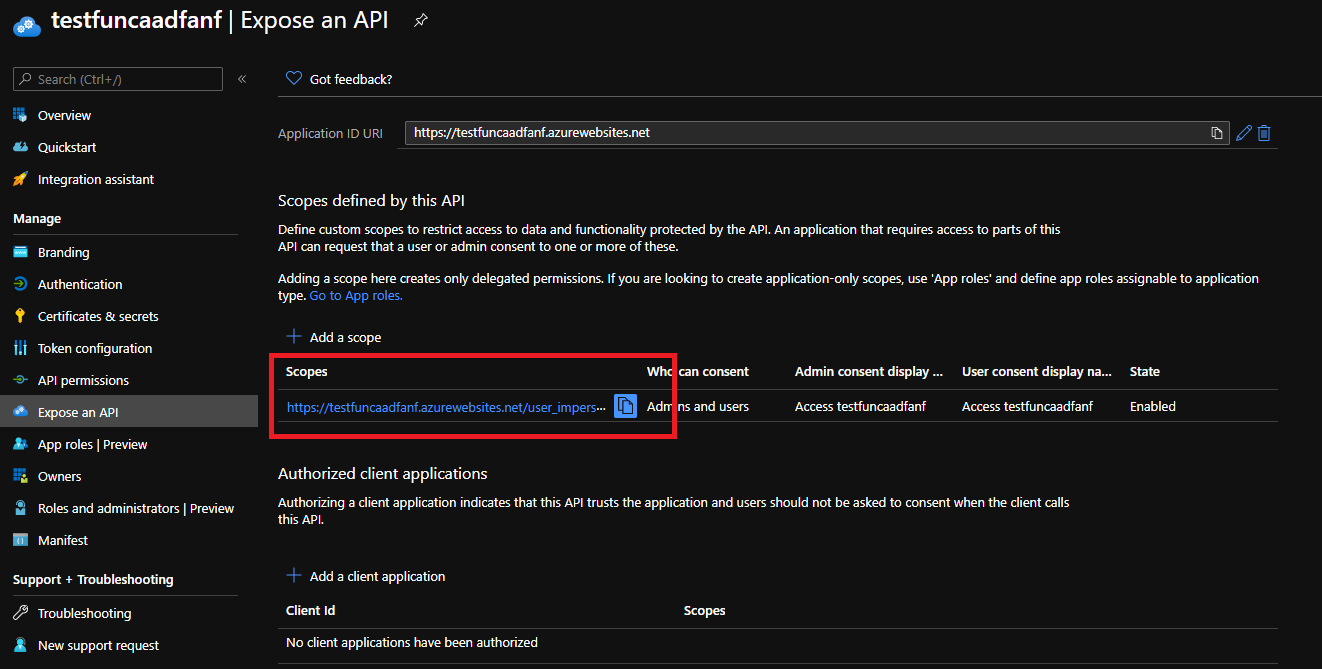 testfuncaadfanf | Expose an API
Search (Ctrl+/)
«
Overview
Quickstart
Integration assistant
Manage
Branding
Authentication
Certificates & secrets
Token configuration
API permissions
Expose an API
App roles | Preview
Owners
Roles and administrators | Preview
Manifest
Support + Troubleshooting
Troubleshooting
New support request
Got feedback?
Application ID URI https://testfuncaadfanf.azurewebsites.net
Scopes defined by this API
Define custom scopes to restrict access to data and functionality protected by the API. An application that requires access to parts of this
API can request that a user or admin consent to one or more of these.
Adding a scope here creates only delegated permissions. If you are looking to create application-only scopes, use 'App roles' and define app roles assignable to application
type. Go to App roles.
Add a scope
Scopes Who can consent Admin consent display ... User consent display na... State
https://testfuncaadfanf.azurewebsites.net/user_impers... Admins and users Access testfuncaadfanf Access testfuncaadfanf Enabled
Authorized client applications
Authorizing a client application indicates that this API trusts the application and users should not be asked to consent when the client calls
this API.
Add a client application
Client Id Scopes
No client applications have been authorized